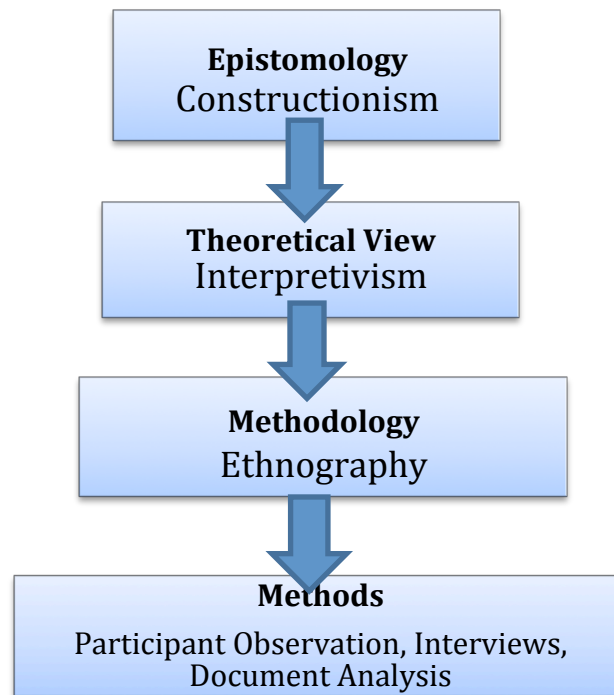 Epistomology
Constructionism
Theoretical View
Interpretivism
Methodology
Ethnography
Methods
Participant Observation, Interviews,
Document Analysis